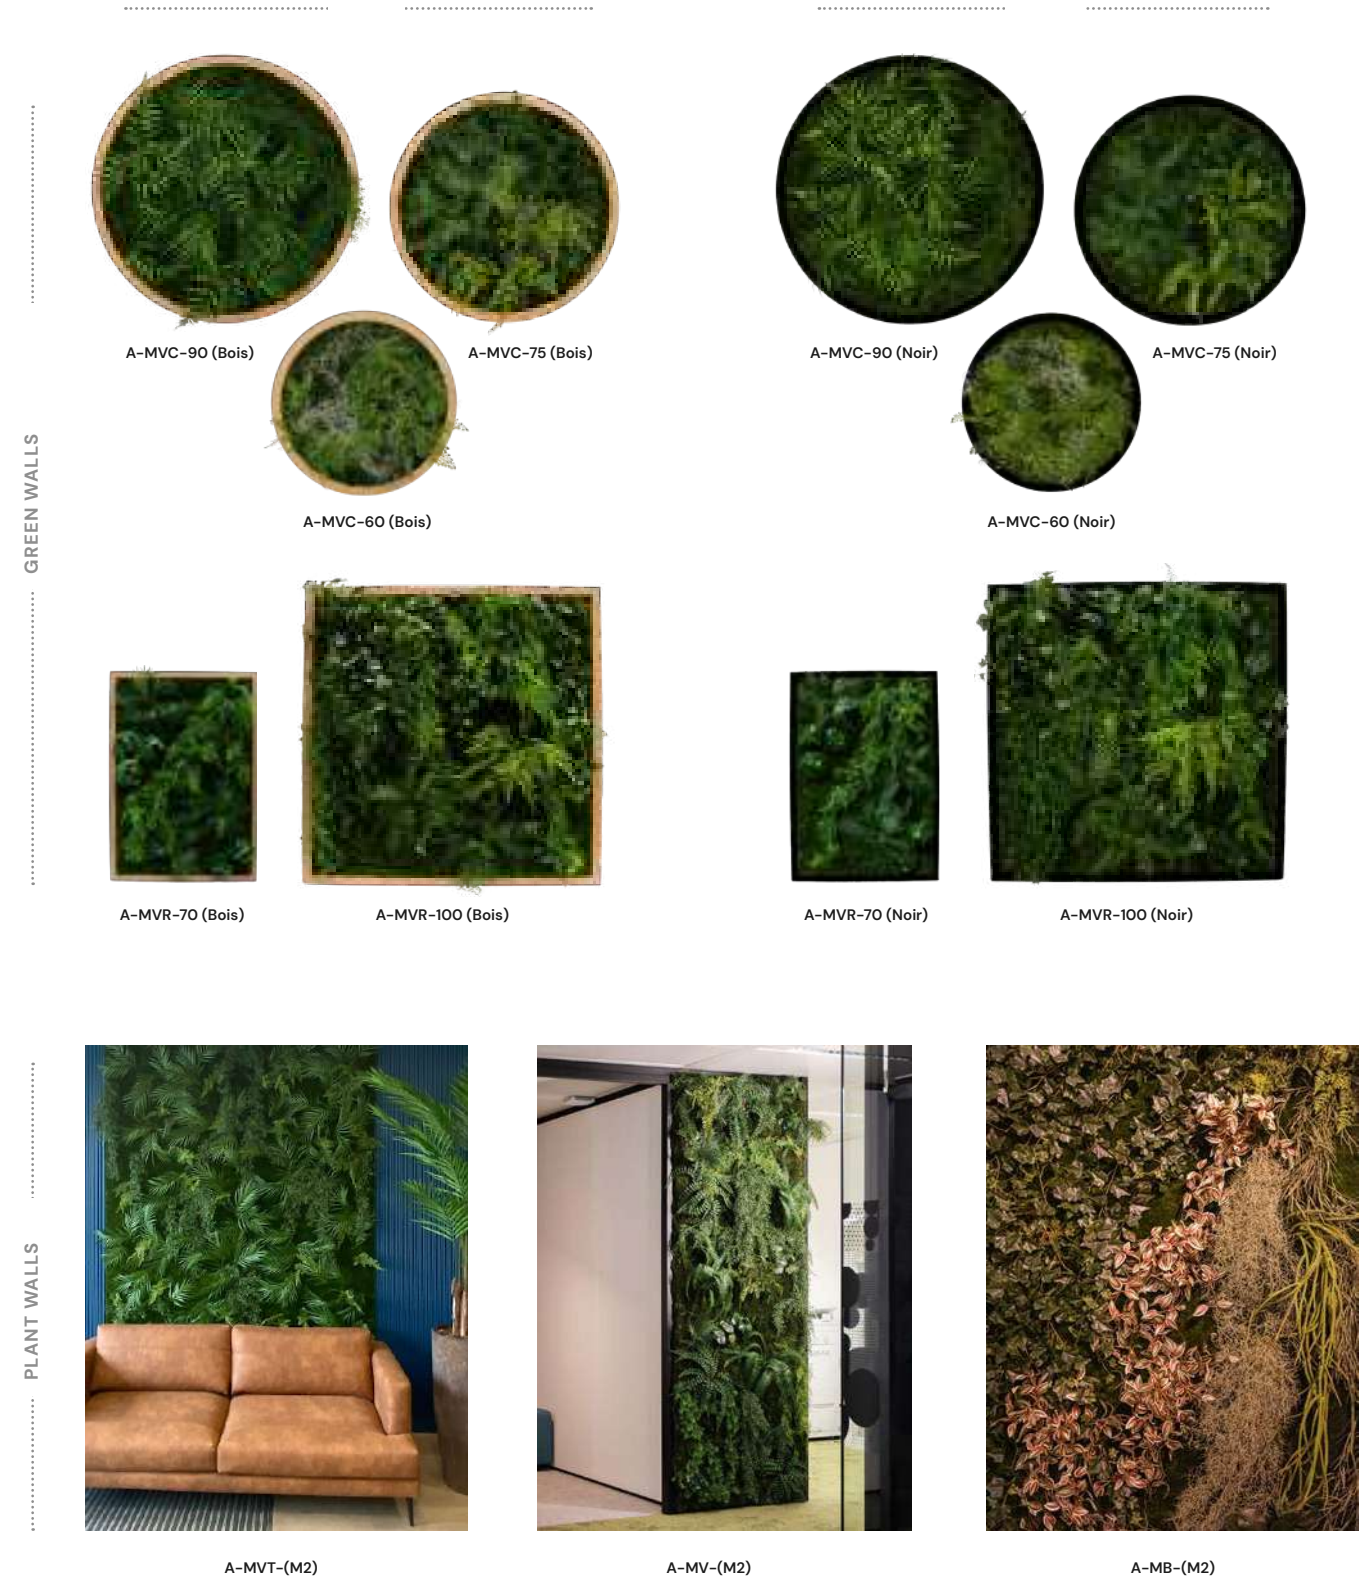 GREEN WALLS
A-MVC-90 (Bois)
A-MVC-75 (Bois)
A-MVC-90 (Noir)
A-MVC-75 (Noir)
A-MVC-60 (Bois)
A-MVC-60 (Noir)
A-MVR-70 (Bois)
A-MVR-100 (Bois)
A-MVR-70 (Noir)
A-MVR-100 (Noir)
PLANT WALLS
A-MVT-(M2)
A-MV-(M2)
A-MB-(M2)